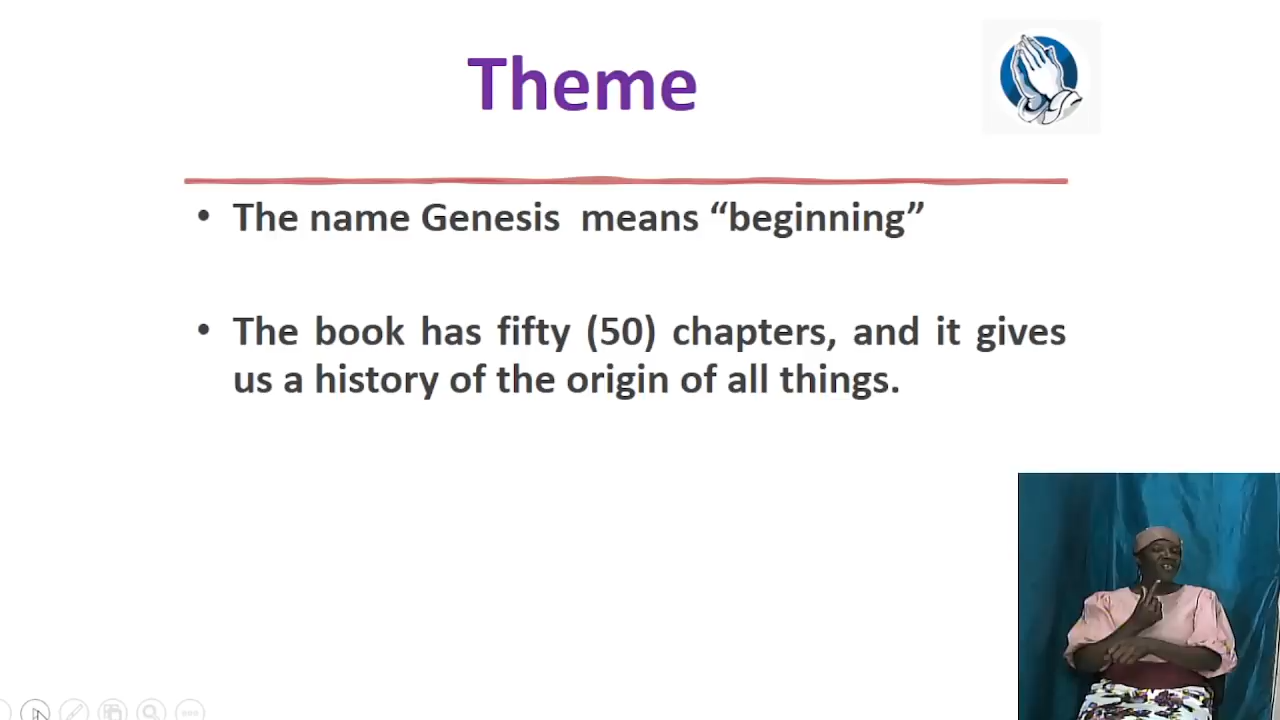 Theme
• The name Genesis  means “beginning”
• The book has fifty (50) chapters, and it gives
us a history of the origin of all things.